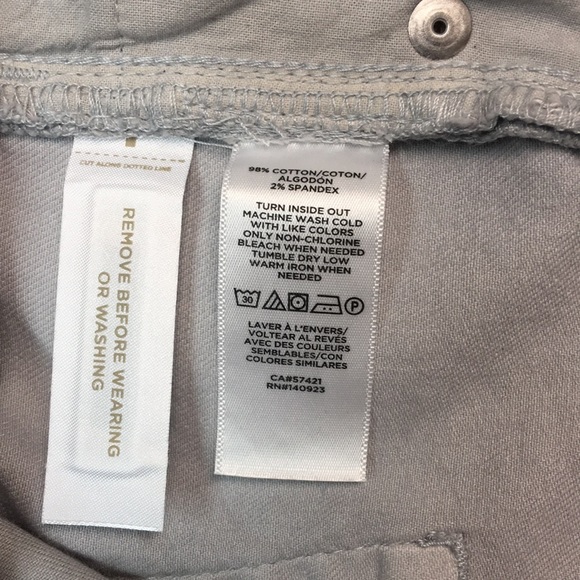 CUT ALONG DOTTED LINE
REMOVE BEFORE WEARING
OR WASHING
98% COTTON/COTON/
ALGODÓN
2% SPANDEX
TURN INSIDE OUT
MACHINE WASH COLD
WITH LIKE COLORS
ONLY NON-CHLORINE
BLEACH WHEN NEEDED
TUMBLE DRY LOW
WARM IRON WHEN
NEEDED
30 P
LAVER À L'ENVERS/
VOLTEAR AL REVÉS
AVEC DES COULEURS
SEMBLABLES/CON
COLORES SIMILARES
CA#57421
RN#140923